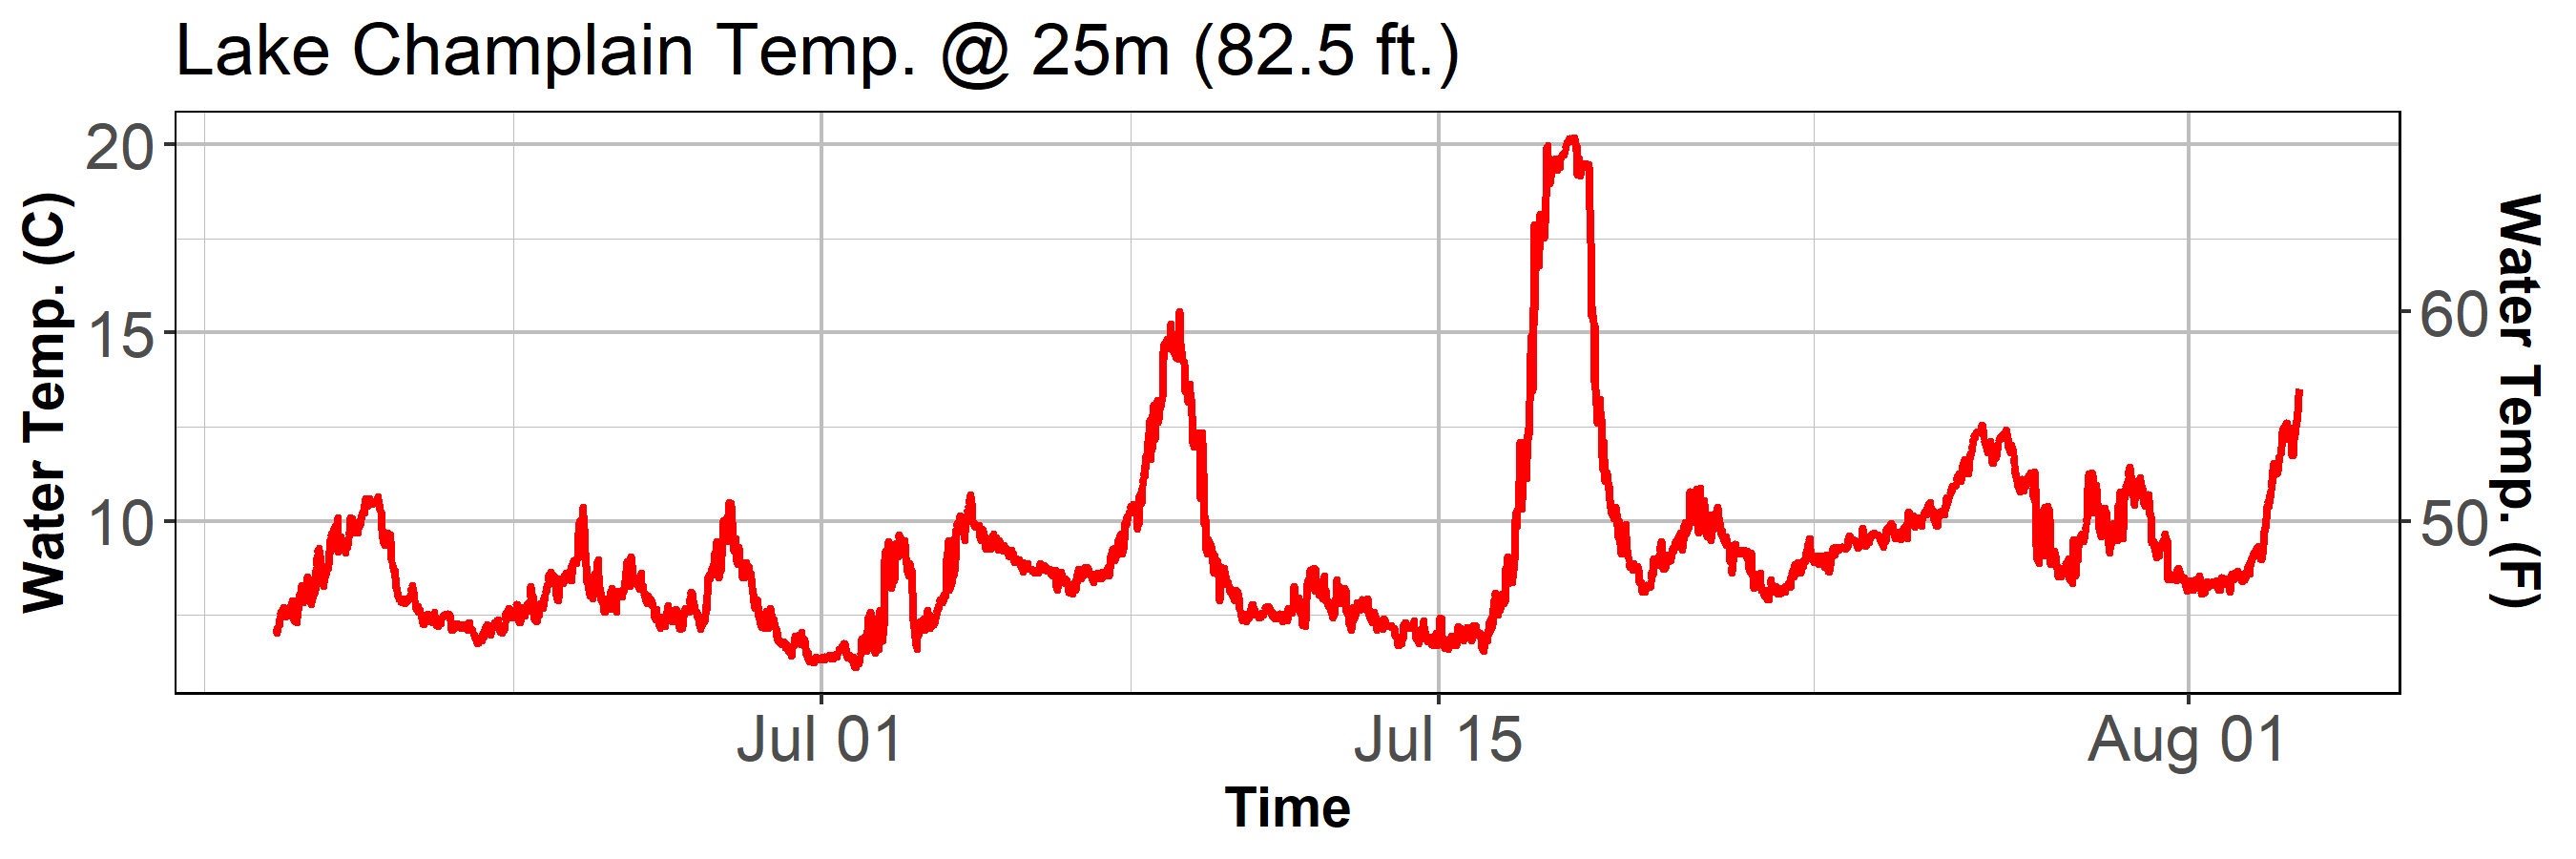 Lake Champlain Temp. @ 25m (82.5 ft.)
20
15
10
Water Temp. (C)
60
50
Water Temp. (F)
Jul 01
Jul 15
Aug 01
Time